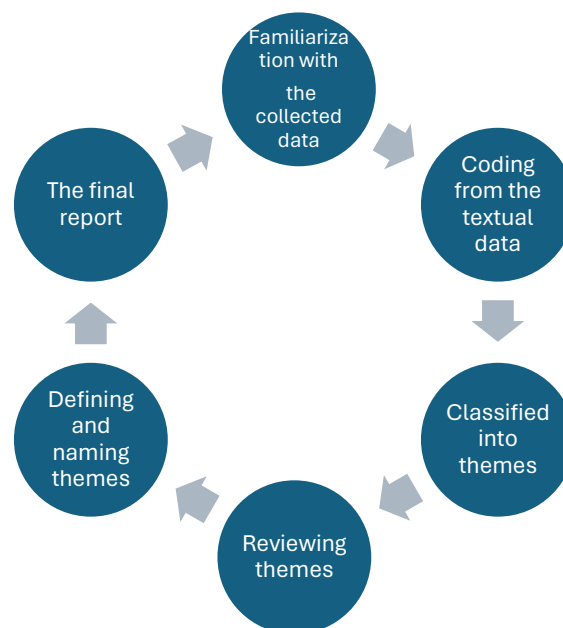 Familiariza
tion with
the
collected
data
Coding
from the
textual
data
Classified
into
themes
Reviewing
themes
Defining
and
naming
themes
The final
report